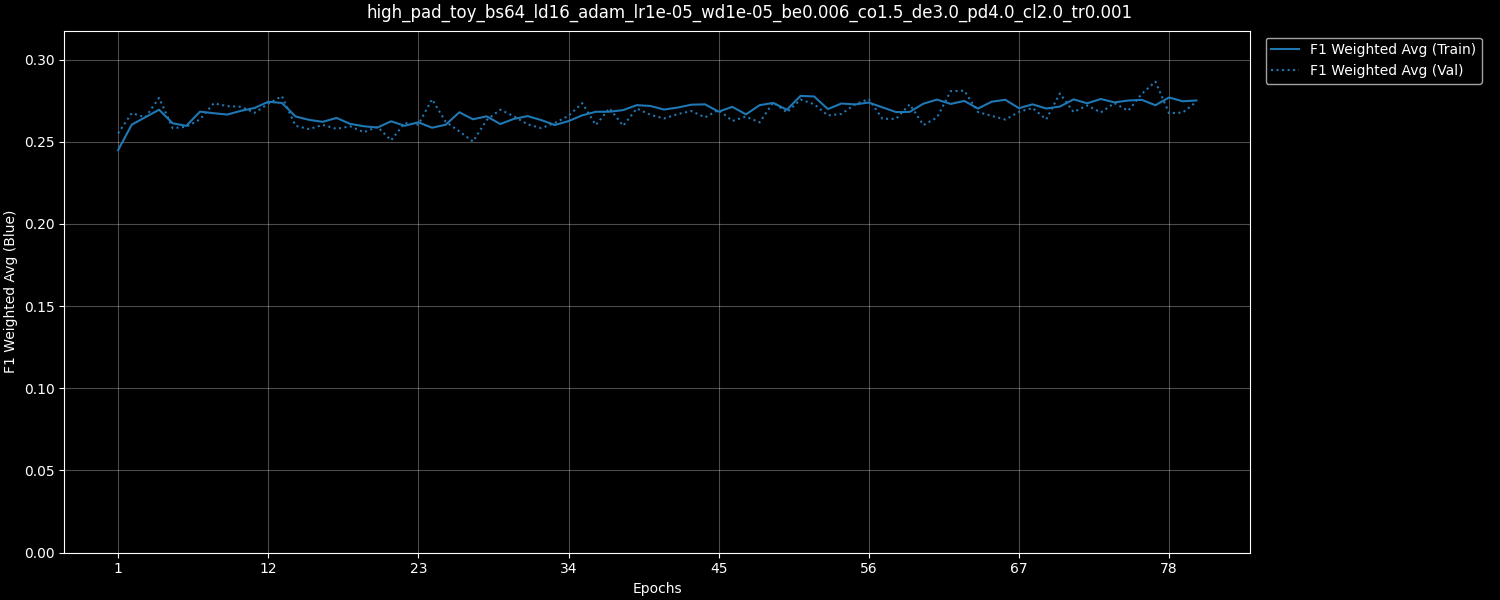 high_pad_toy_bs64_ld16_adam_lr1e-05_wd1e-05_be0.006_co1.5_de3.0_pd4.0_cl2.0_tr0.001
F1 Weighted Avg (Train)
F1 Weighted Avg (Val)
F1 Weighted Avg (Blue)
0.30
0.25
0.20
0.15
0.10
0.05
0.00
1 12 23 34 45 56 67 78
Epochs